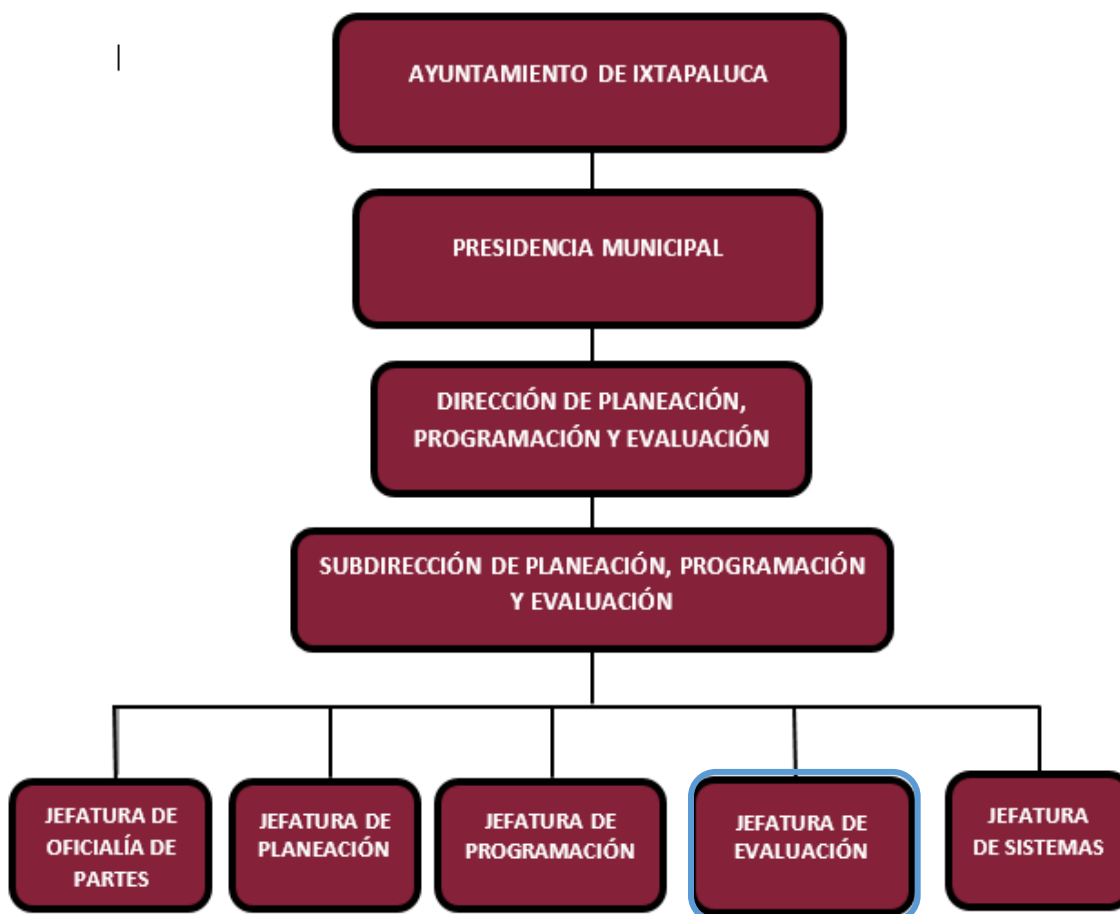 AYUNTAMIENTO DE IXTAPALUCA
PRESIDENCIA MUNICIPAL
DIRECCIÓN DE PLANEACIÓN,
PROGRAMACIÓN Y EVALUACIÓN
SUBDIRECCIÓN DE PLANEACIÓN, PROGRAMACIÓN
Y EVALUACIÓN
JEFATURA DE
OFICIALÍA DE
PARTES
JEFATURA DE
PLANEACIÓN
JEFATURA DE
PROGRAMACIÓN
JEFATURA DE
EVALUACIÓN
JEFATURA
DE SISTEMAS